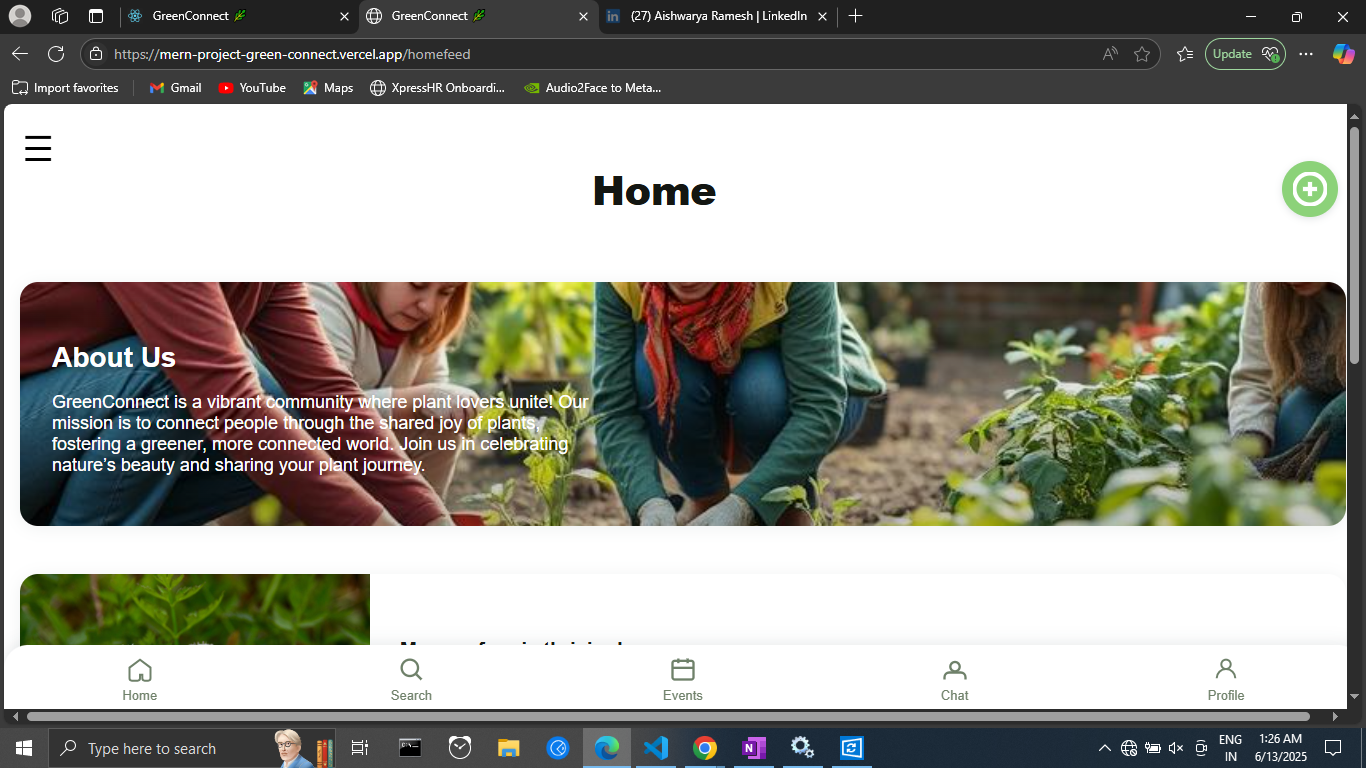 GreenConnect
GreenConnect
(27) Aishwarya Ramesh | LinkedIn
https://mern-project-green-connect.vercel.app/homefeed
Update
Import favorites
Gmail
YouTube
Maps
XpressHR Onboardi...
Audio2Face to Meta...
Home
About Us
GreenConnect is a vibrant community where plant lovers unite! Our
mission is to connect people through the shared joy of plants,
fostering a greener, more connected world. Join us in celebrating
nature's beauty and sharing your plant journey.
Home
Search
Events
Chat
Profile
Type here to search
ENG
IN
1:26 AM
6/13/2025